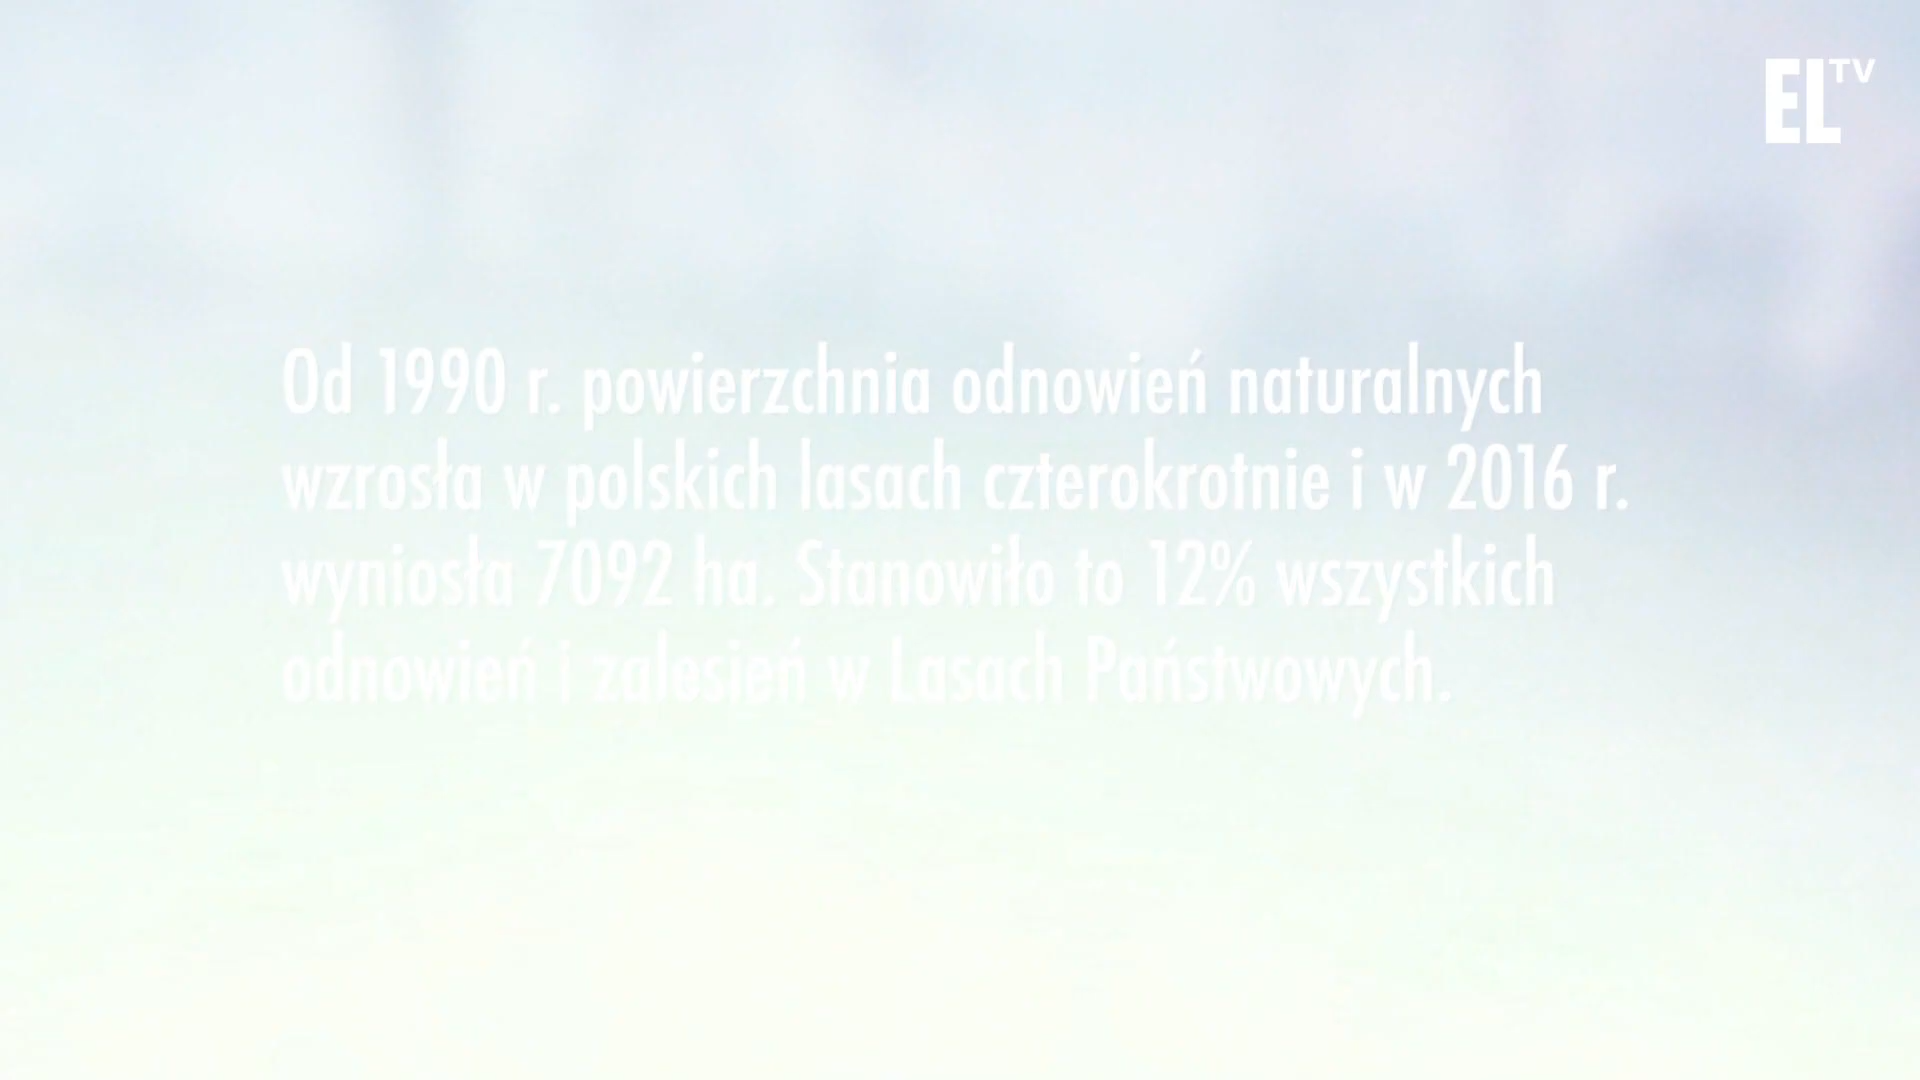 EL TV
Od 1990 r. powierzchnia odnowień naturalnych
wzrosła w polskich lasach czterokrotnie i w 2016 r.
wyniosła 7092 ha. Stanowiło to 12% wszystkich
odnowień i zalesień w Lasach Państwowych.